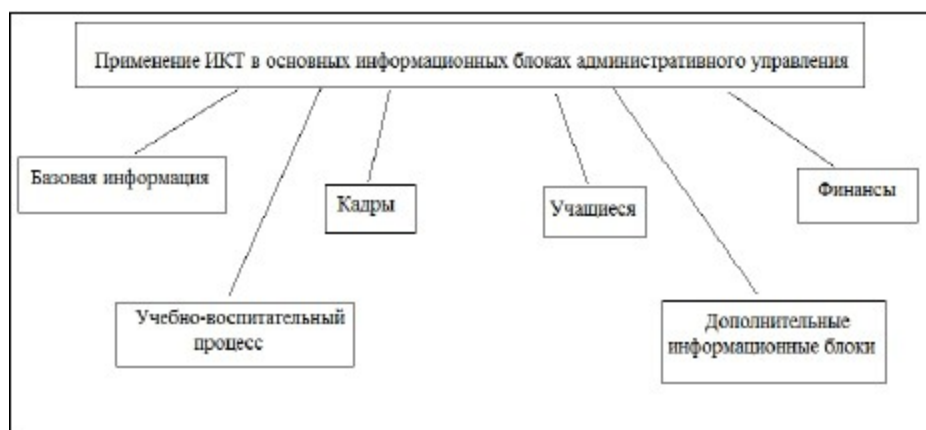 Применение ИКТ в основных информационных блоках административного управления
Базовая информация
Кадры
Учащиеся
Финансы
Учебно-воспитательный
процесс
Дополнительные
информационные блоки